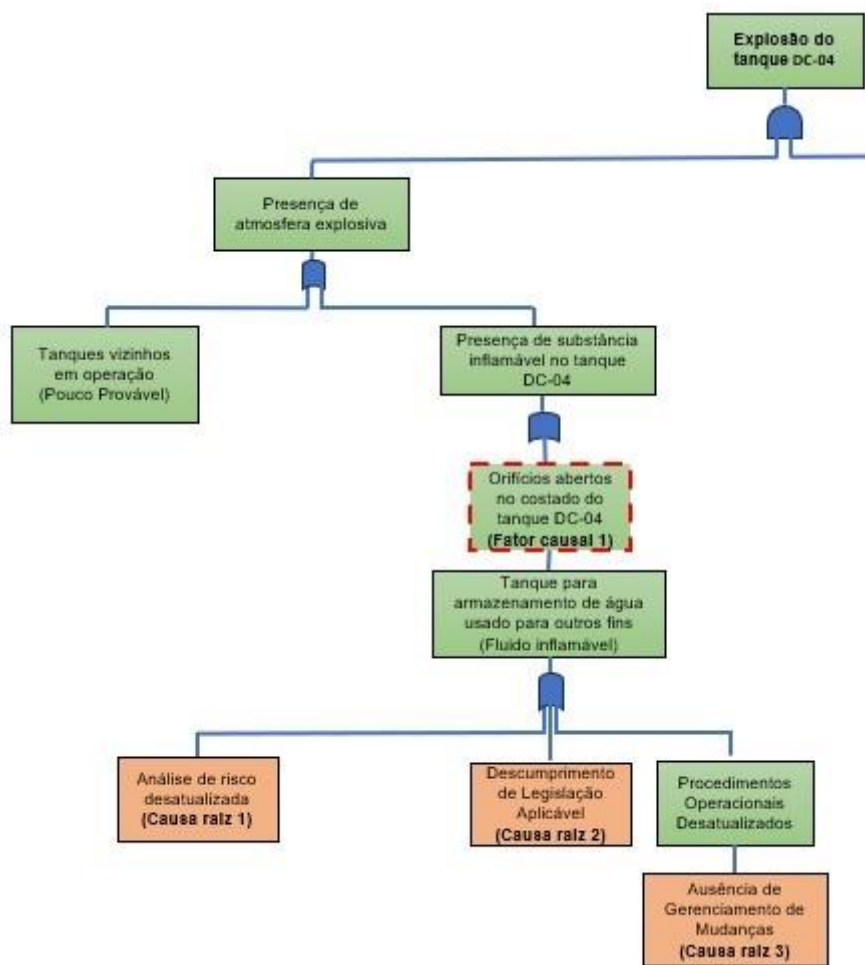 Explosão do
tanque DC-04
Presença de
atmosfera explosiva
Tanques vizinhos
em operação
(Pouco Provável)
Presença de substância
inflamável no tanque
DC-04
Orifícios abertos
no costado do
tanque DC-04
(Fator causal 1)
Tanque para
armazenamento de água
usado para outros fins
(Fluido inflamável)
Análise de risco
desatualizada
(Causa raiz 1)
Descumprimento
de Legislação
Aplicável
(Causa raiz 2)
Procedimentos
Operacionais
Desatualizados
Ausência de
Gerenciamento de
Mudanças
(Causa raiz 3)